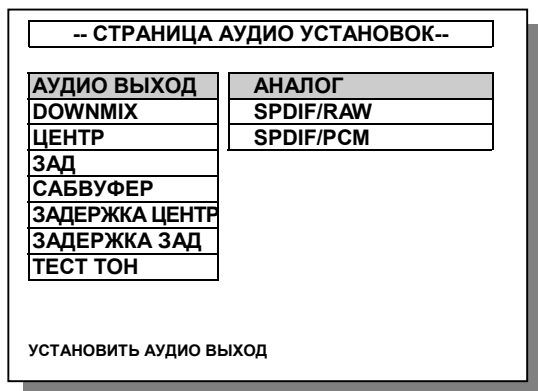 -- СТРАНИЦА АУДИО УСТАНОВОК--
АУДИО ВЫХОД АНАЛОГ
DOWNMIX SPDIF/RAW
ЦЕНТР SPDIF/PCM
ЗАД
САБВУФЕР
ЗАДЕРЖКА ЦЕНТР
ЗАДЕРЖКА ЗАД
ТЕСТ ТОН
УСТАНОВИТЬ АУДИО ВЫХОД